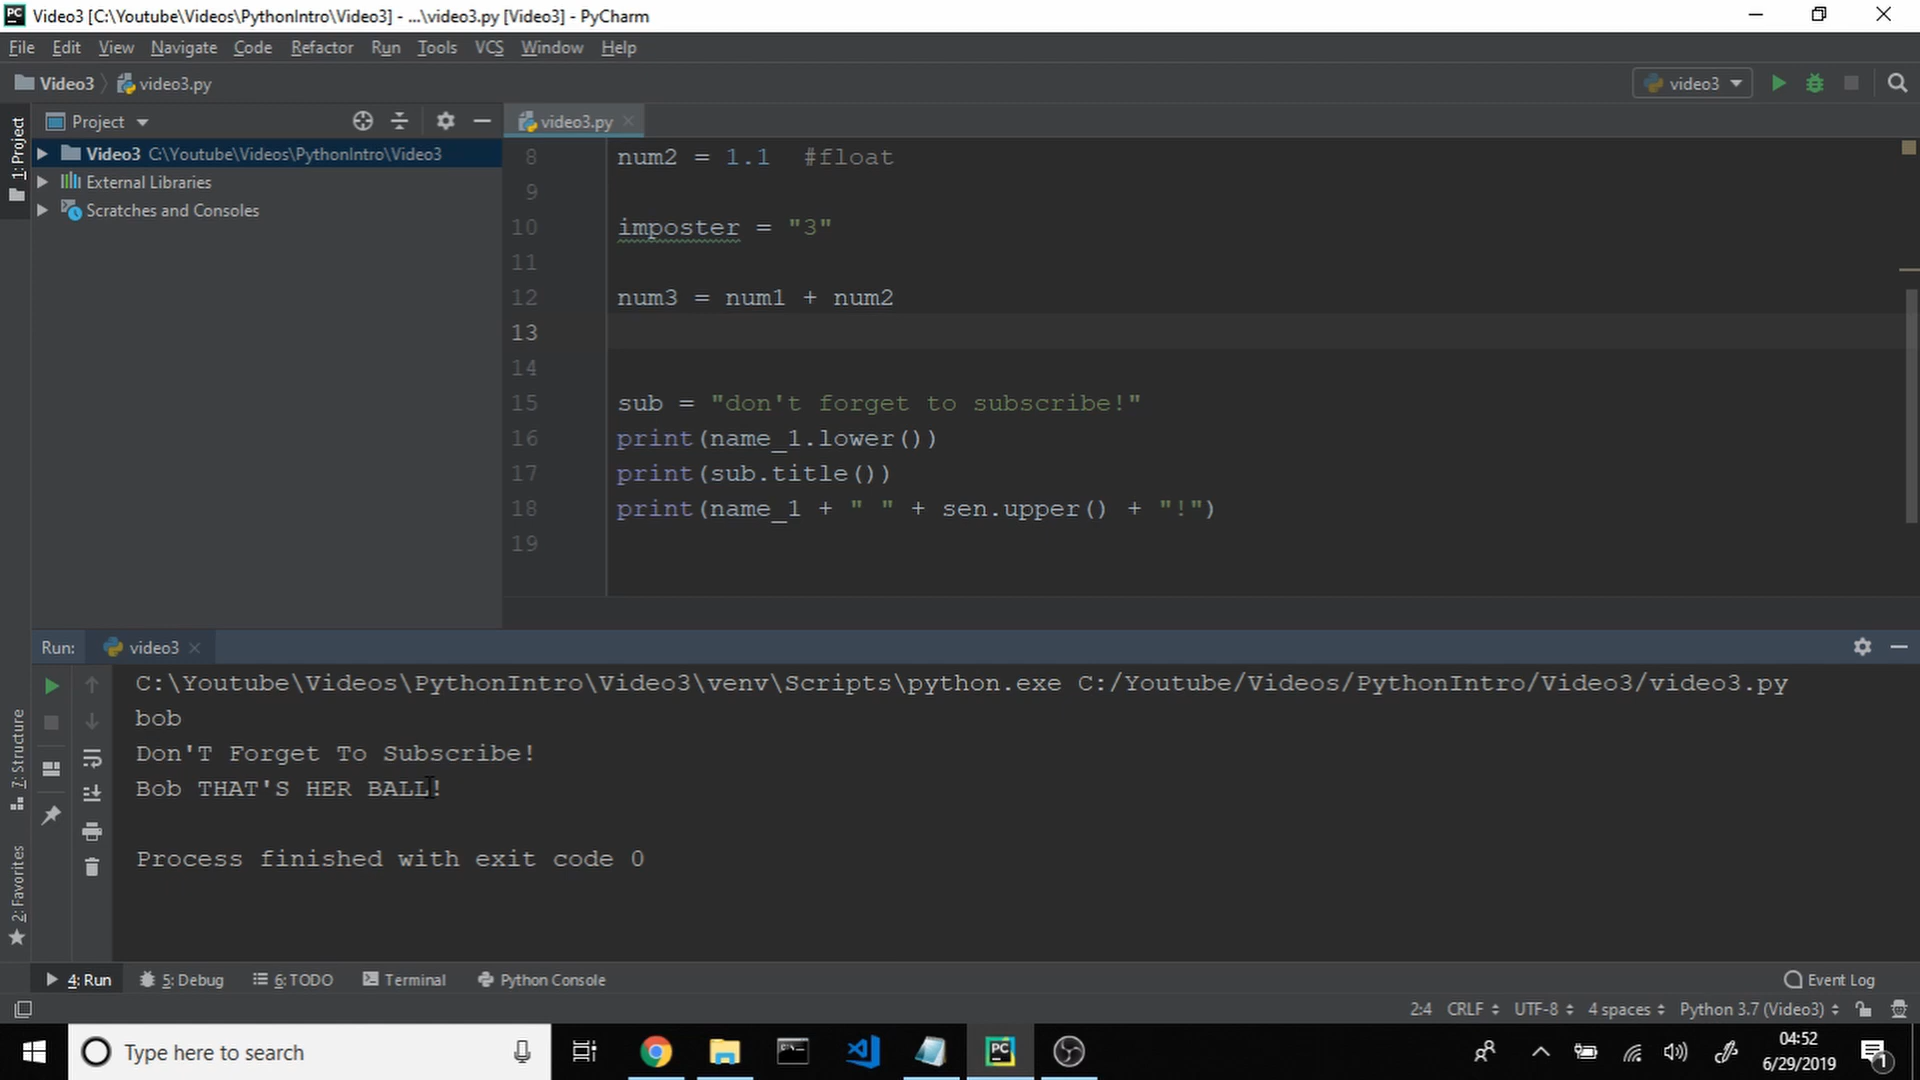 Video3 [C:\Youtube\Videos\PythonIntro\Video3] - ...\video3.py [Video3] - PyCharm
File Edit View Navigate Code Refactor Run Tools VCS Window Help
Video3 video3.py video3
1: Project
Project video3.py
Video3 C:\Youtube\Videos\PythonIntro\Video3
External Libraries
Scratches and Consoles
8 num2 = 1.1 #float
9
10 imposter = "3"
11
12 num3 = num1 + num2
13
14
15 sub = "don't forget to subscribe!"
16 print(name_1.lower())
17 print(sub.title())
18 print(name_1 + " " + sen.upper() + "!")
19
Run: video3
C:\Youtube\Videos\PythonIntro\Video3\venv\Scripts\python.exe C:/Youtube/Videos/PythonIntro/Video3/video3.py
bob
Don'T Forget To Subscribe!
Bob THAT'S HER BALL!
Process finished with exit code 0
7: Structure
2: Favorites
4: Run 5: Debug 6: TODO Terminal Python Console Event Log
2:4 CRLF UTF-8 4 spaces Python 3.7 (Video3)
Type here to search
04:52
6/29/2019
1